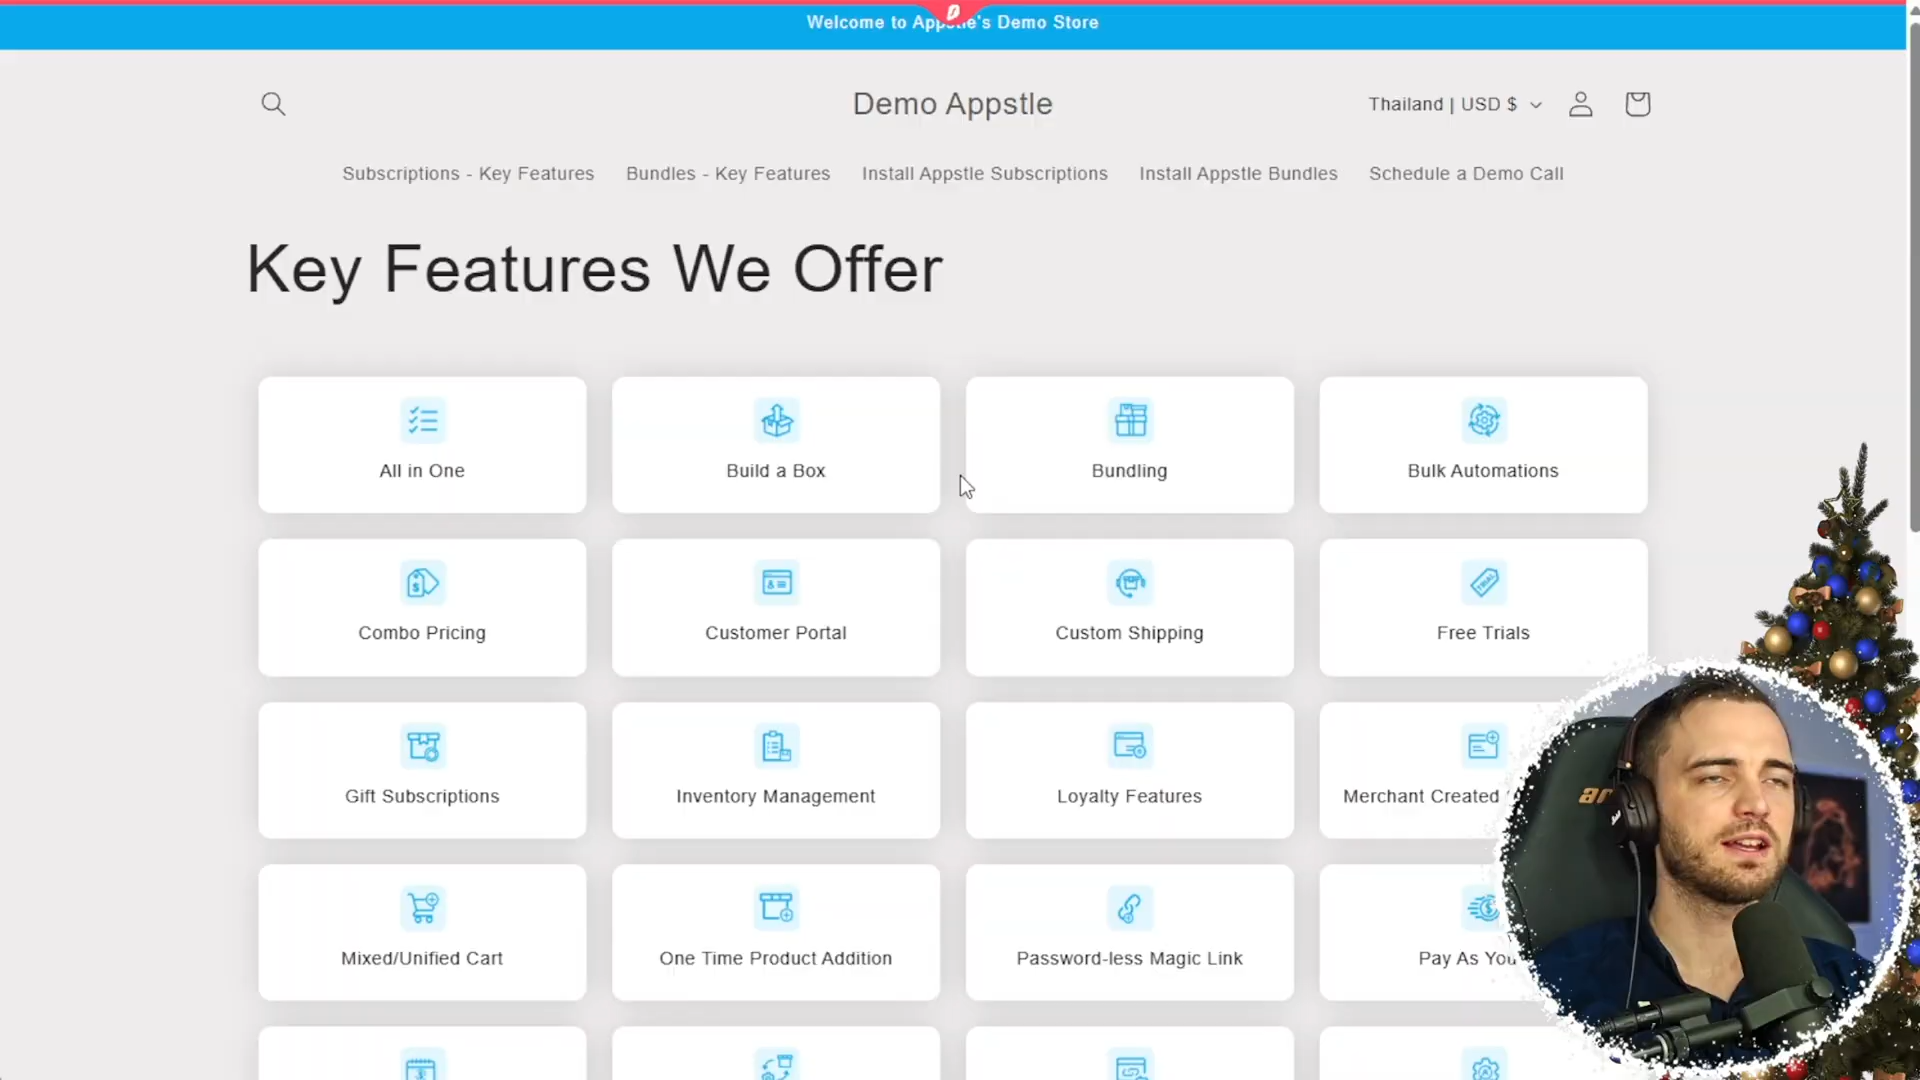 Welcome to Appstle's Demo Store
Demo Appstle
Thailand | USD $
Subscriptions - Key Features
Bundles - Key Features
Install Appstle Subscriptions
Install Appstle Bundles
Schedule a Demo Call
Key Features We Offer
All in One
Build a Box
Bundling
Bulk Automations
Combo Pricing
Customer Portal
Custom Shipping
TRIAL
Free Trials
Gift Subscriptions
Inventory Management
Loyalty Features
Merchant Created
Mixed/Unified Cart
One Time Product Addition
Password-less Magic Link
Pay As You